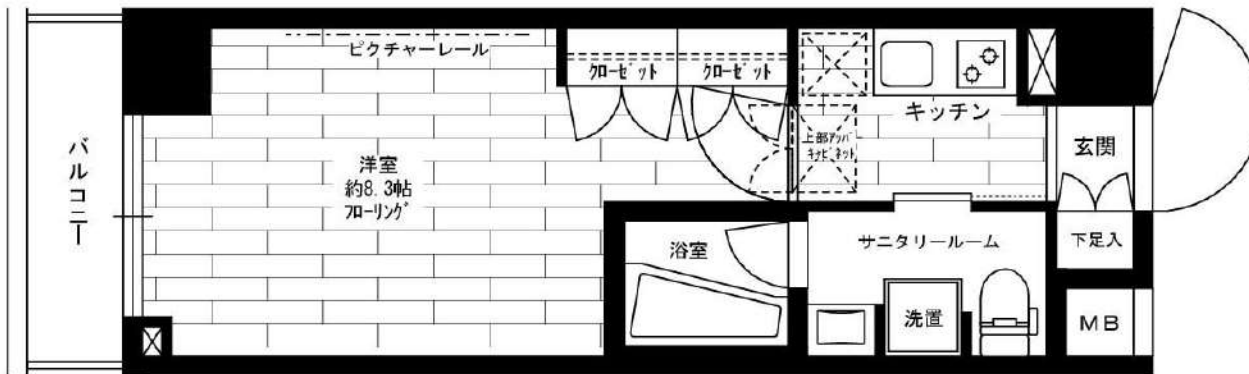 ピクチャーレール
クローゼット
クローゼット
キッチン
上部アッパー
キャビネット
玄関
バルコニー
洋室
約8.3帖
フローリング
浴室
サニタリールーム
下足入
洗置
MB